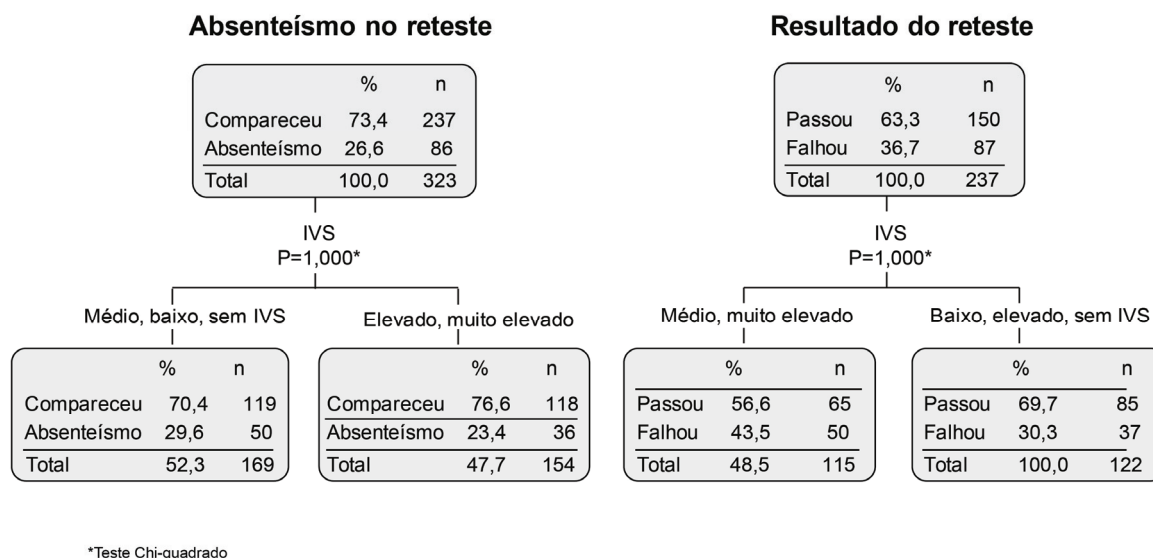 Absenteísmo no reteste
% n
Compareceu 73,4 237
Absenteísmo 26,6 86
Total 100,0 323
IVS
P=1,000*
Médio, baixo, sem IVS
% n
Compareceu 70,4 119
Absenteísmo 29,6 50
Total 52,3 169
Elevado, muito elevado
% n
Compareceu 76,6 118
Absenteísmo 23,4 36
Total 47,7 154
Resultado do reteste
% n
Passou 63,3 150
Falhou 36,7 87
Total 100,0 237
IVS
P=1,000*
Médio, muito elevado
% n
Passou 56,6 65
Falhou 43,5 50
Total 48,5 115
Baixo, elevado, sem IVS
% n
Passou 69,7 85
Falhou 30,3 37
Total 100,0 122
*Teste Chi-quadrado